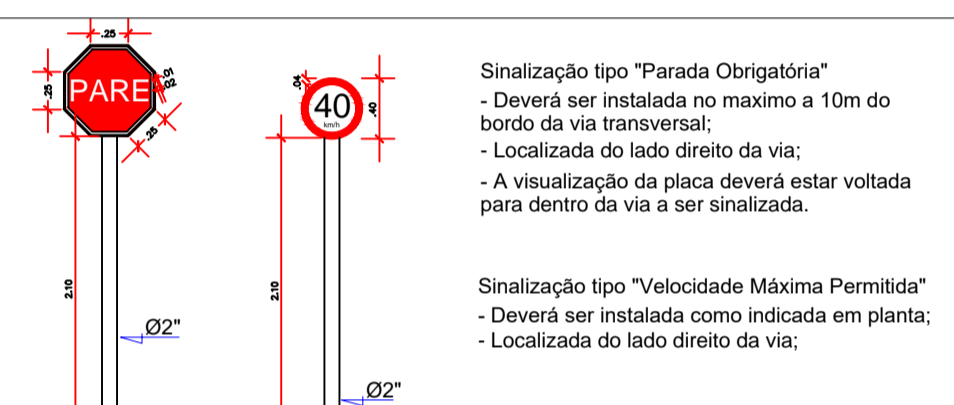 .25
PARE
.25
.01
.02
.25
2.10
Ø2"
.04
40
km/h
.40
2.10
Ø2"
Sinalização tipo "Parada Obrigatória"
- Deverá ser instalada no maximo a 10m do
bordo da via transversal;
- Localizada do lado direito da via;
- A visualização da placa deverá estar voltada
para dentro da via a ser sinalizada.
Sinalização tipo "Velocidade Máxima Permitida"
- Deverá ser instalada como indicada em planta;
- Localizada do lado direito da via;